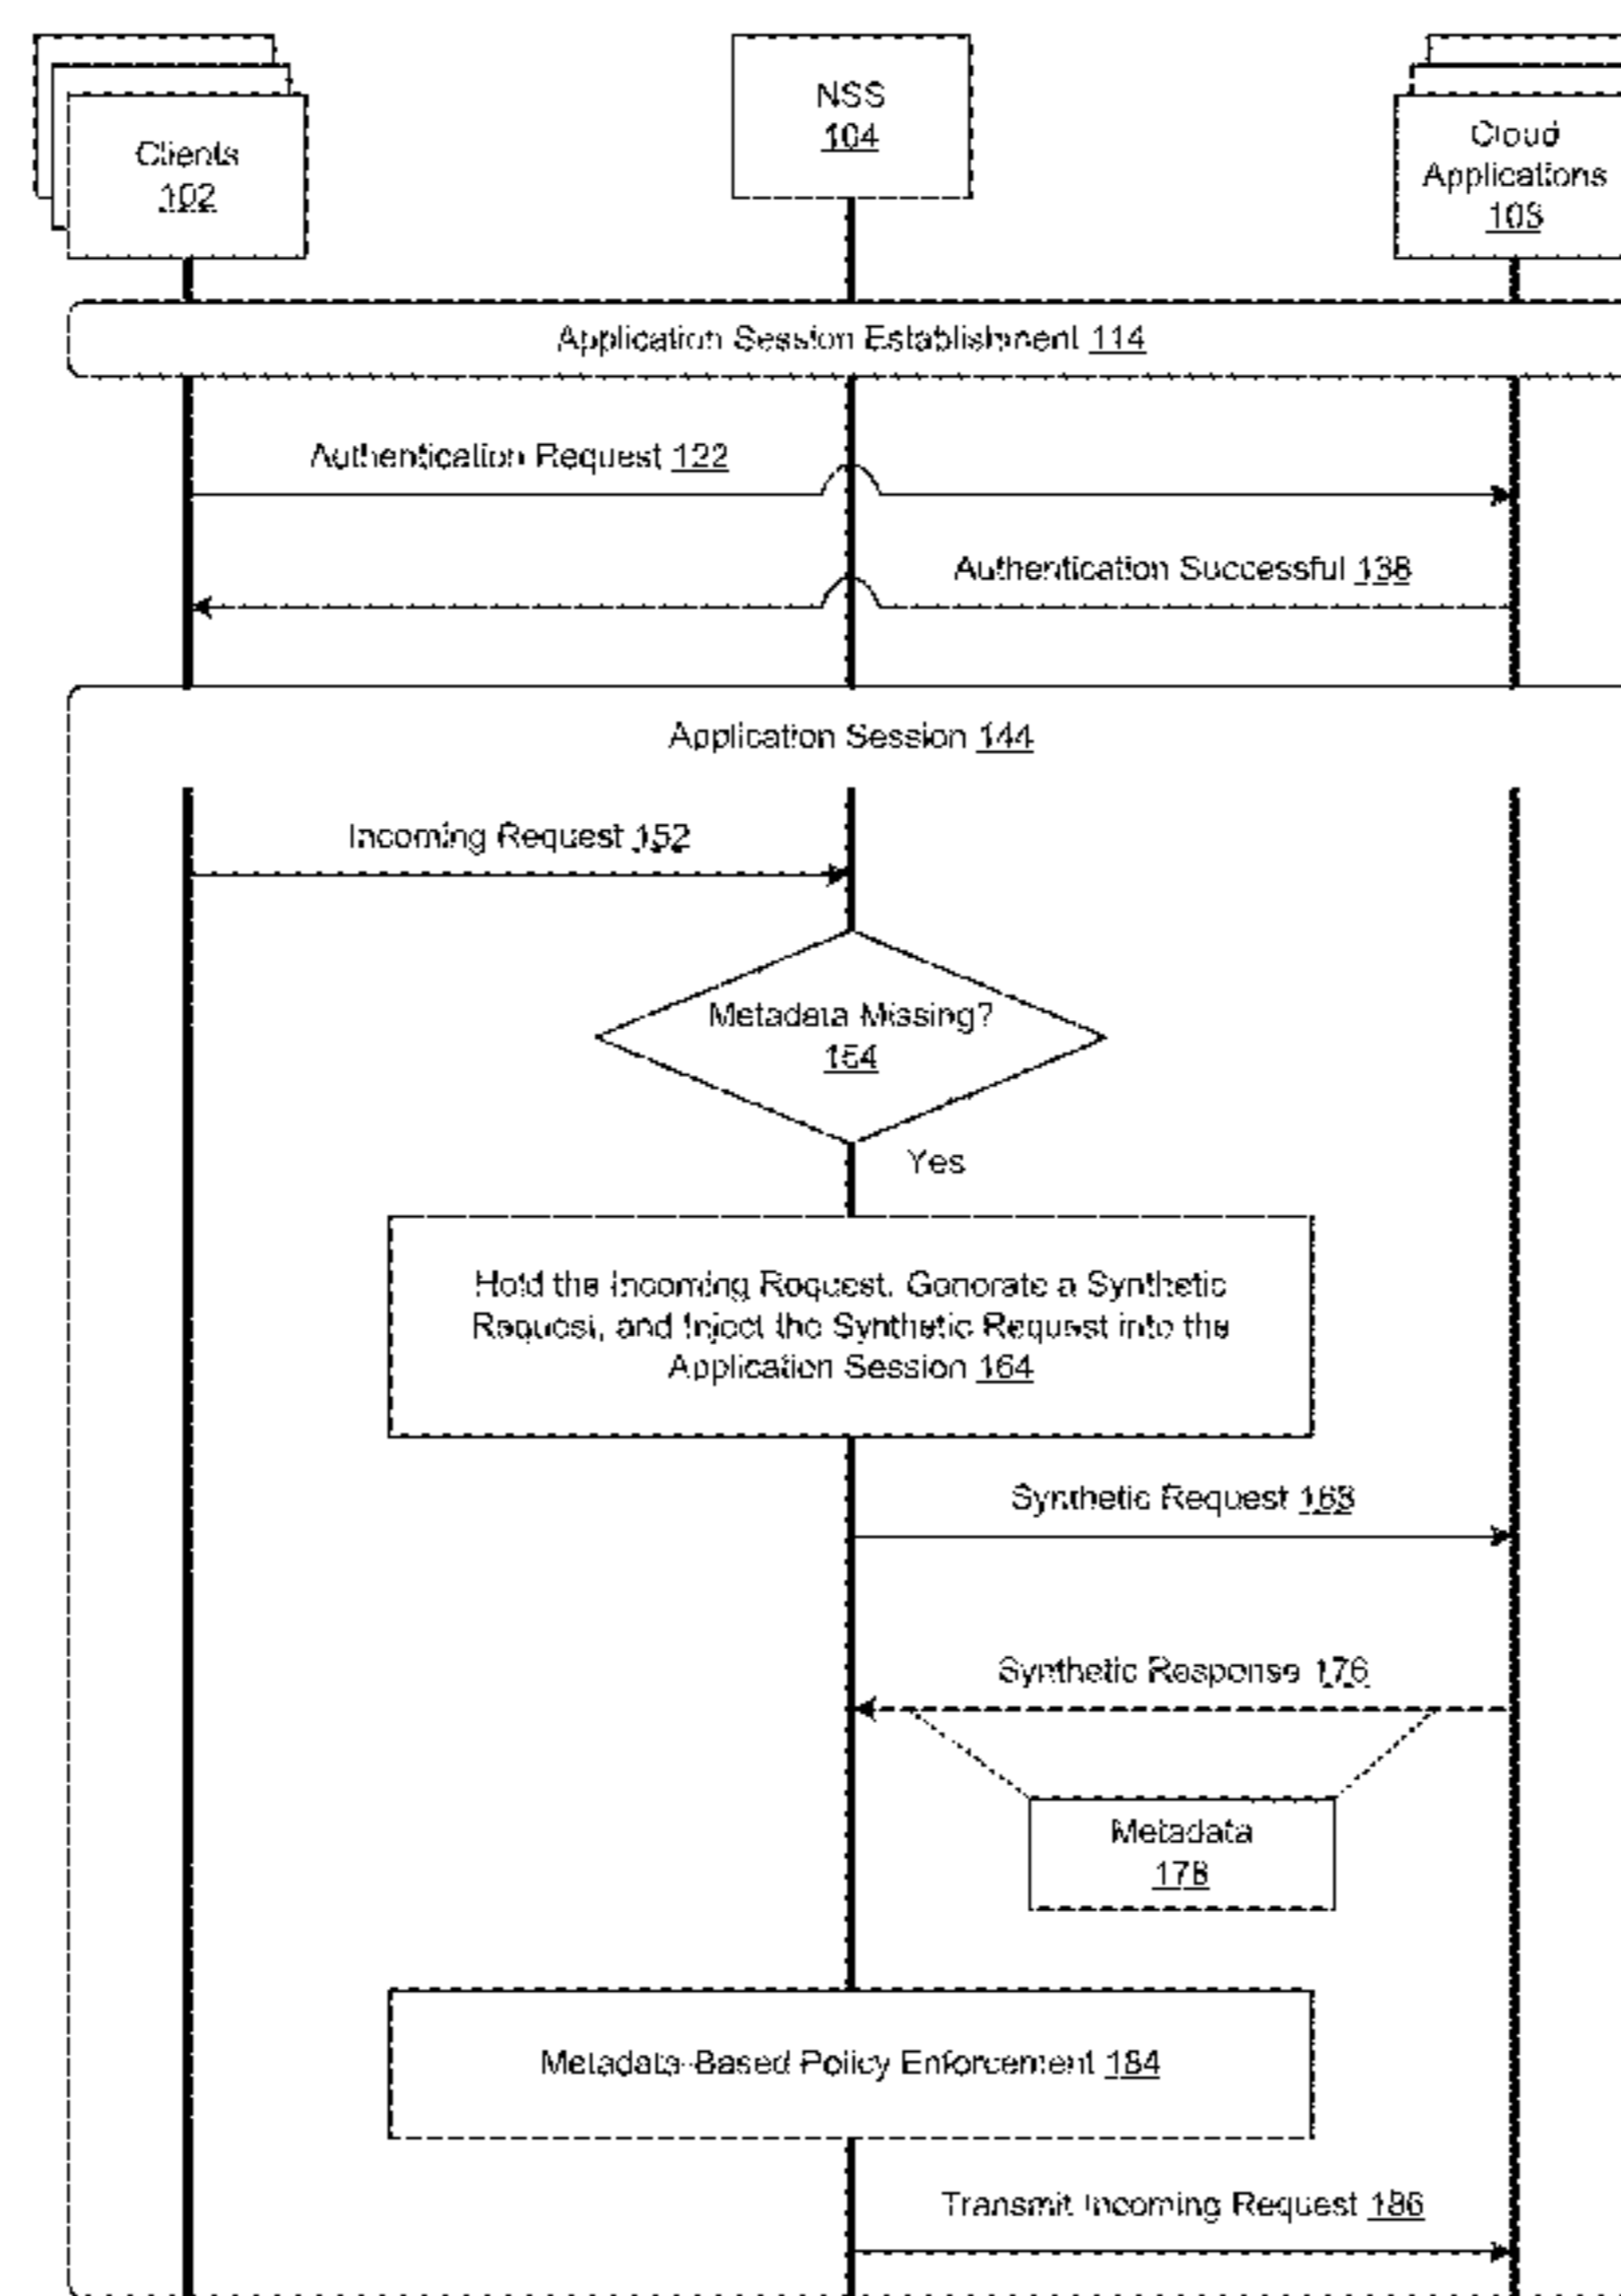 Clients
102
NSS
104
Cloud
Applications
108
Application Session Establishment 114
Authentication Request 122
Authentication Successful 138
Application Session 144
Incoming Request 152
Metadata Missing?
154
Yes
Hold the Incoming Request, Generate a Synthetic
Request, and Inject the Synthetic Request into the
Application Session 164
Synthetic Request 168
Synthetic Response 176
Metadata
178
Metadata-Based Policy Enforcement 184
Transmit Incoming Request 186